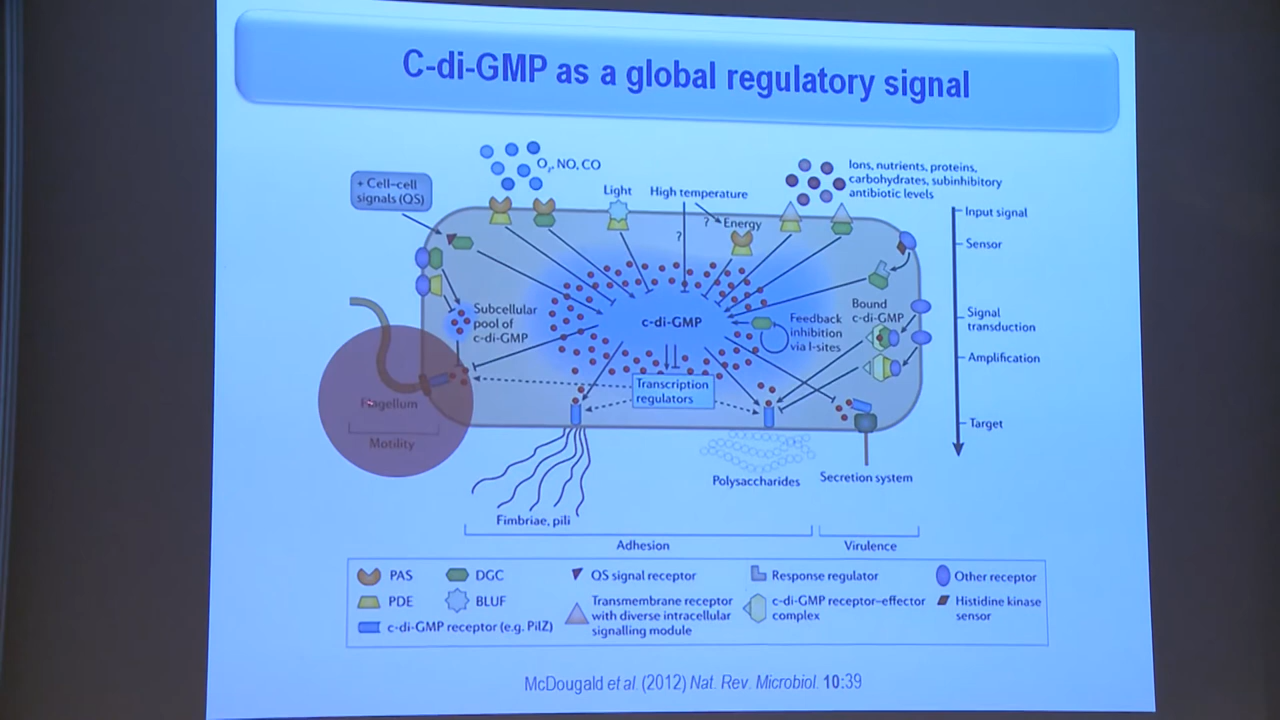 C-di-GMP as a global regulatory signal
O₂, NO, CO
Ions, nutrients, proteins,
carbohydrates, subinhibitory
antibiotic levels
+ Cell–cell
signals (QS)
Light
High temperature
? Energy
?
Input signal
Sensor
Signal
transduction
Amplification
Target
Subcellular
pool of
c-di-GMP
c-di-GMP
Feedback
inhibition
via I-sites
Bound
c-di-GMP
Transcription
regulators
Flagellum
Motility
Fimbriae, pili
Polysaccharides
Secretion system
Adhesion
Virulence
PAS
DGC
QS signal receptor
Response regulator
Other receptor
PDE
BLUF
Transmembrane receptor
with diverse intracellular
signalling module
c-di-GMP receptor–effector
complex
Histidine kinase
sensor
c-di-GMP receptor (e.g. PilZ)
McDougald et al. (2012) Nat. Rev. Microbiol. 10:39